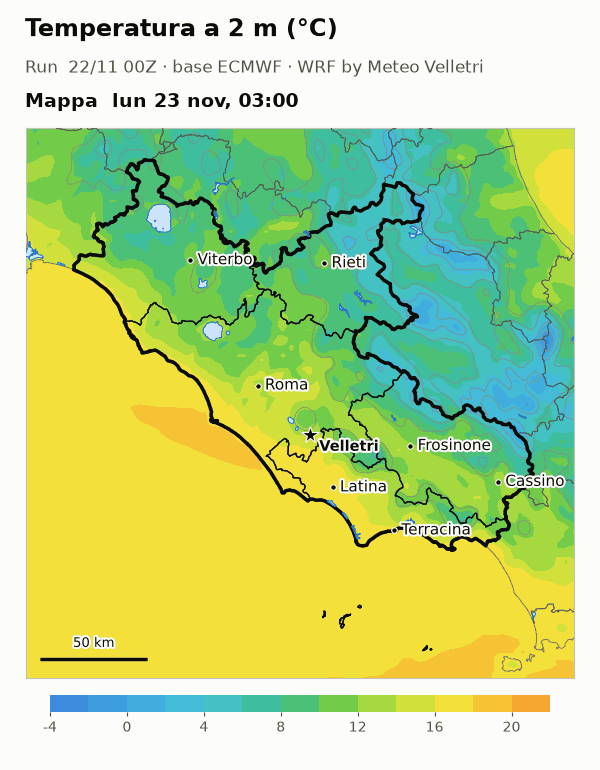 Temperatura a 2 m (°C)
Run  22/11 00Z · base ECMWF · WRF by Meteo Velletri
Mappa  lun 23 nov, 03:00
Viterbo
Rieti
Roma
Velletri
Frosinone
Latina
Cassino
Terracina
50 km
-4 0 4 8 12 16 20